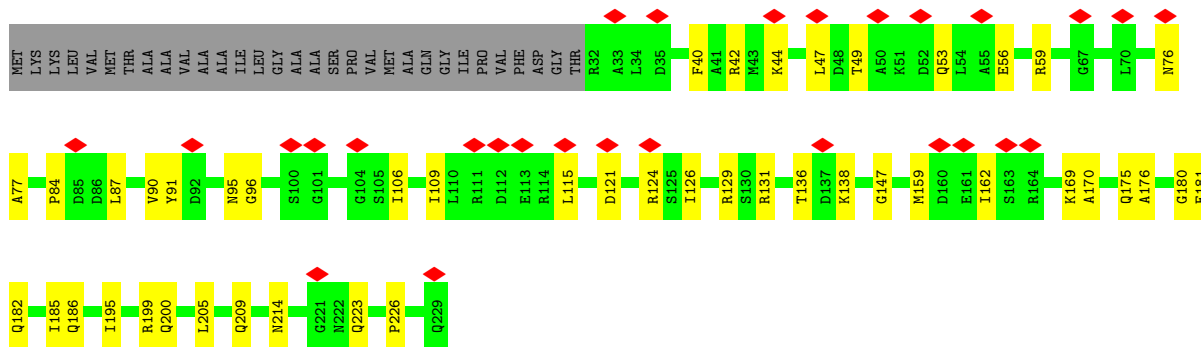 MET LYS LYS LEU VAL MET THR ALA ALA VAL ALA ALA ILE LEU GLY ALA ALA SER PRO VAL MET ALA GLN GLY ILE PRO VAL PHE ASP GLY THR R32 A33 L34 D35 F40 A41 R42 M43 K44 L47 D48 T49 A50 K51 D52 Q53 L54 A55 E56 R59 G67 L70 N76
A77 P84 D85 D86 L87 V90 Y91 D92 N95 G96 S100 G101 G104 S105 I106 I109 L110 R111 D112 E113 R114 L115 D121 R124 S125 I126 R129 S130 R131 T136 D137 K138 G147 M159 D160 E161 I162 S163 R164 K169 A170 Q175 A176 G180
Q182 I185 Q186 I195 R199 Q200 L205 Q209 N214 G221 N222 Q223 P226 Q229